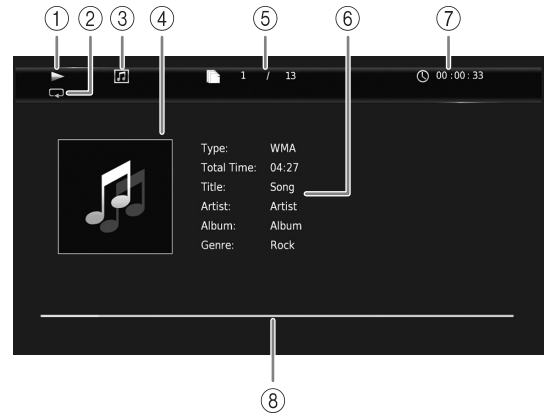 ① ② ③ ④ ⑤ ⑥ ⑦
1 / 13 00:00:33
Type: WMA
Total Time: 04:27
Title: Song
Artist: Artist
Album: Album
Genre: Rock
⑧